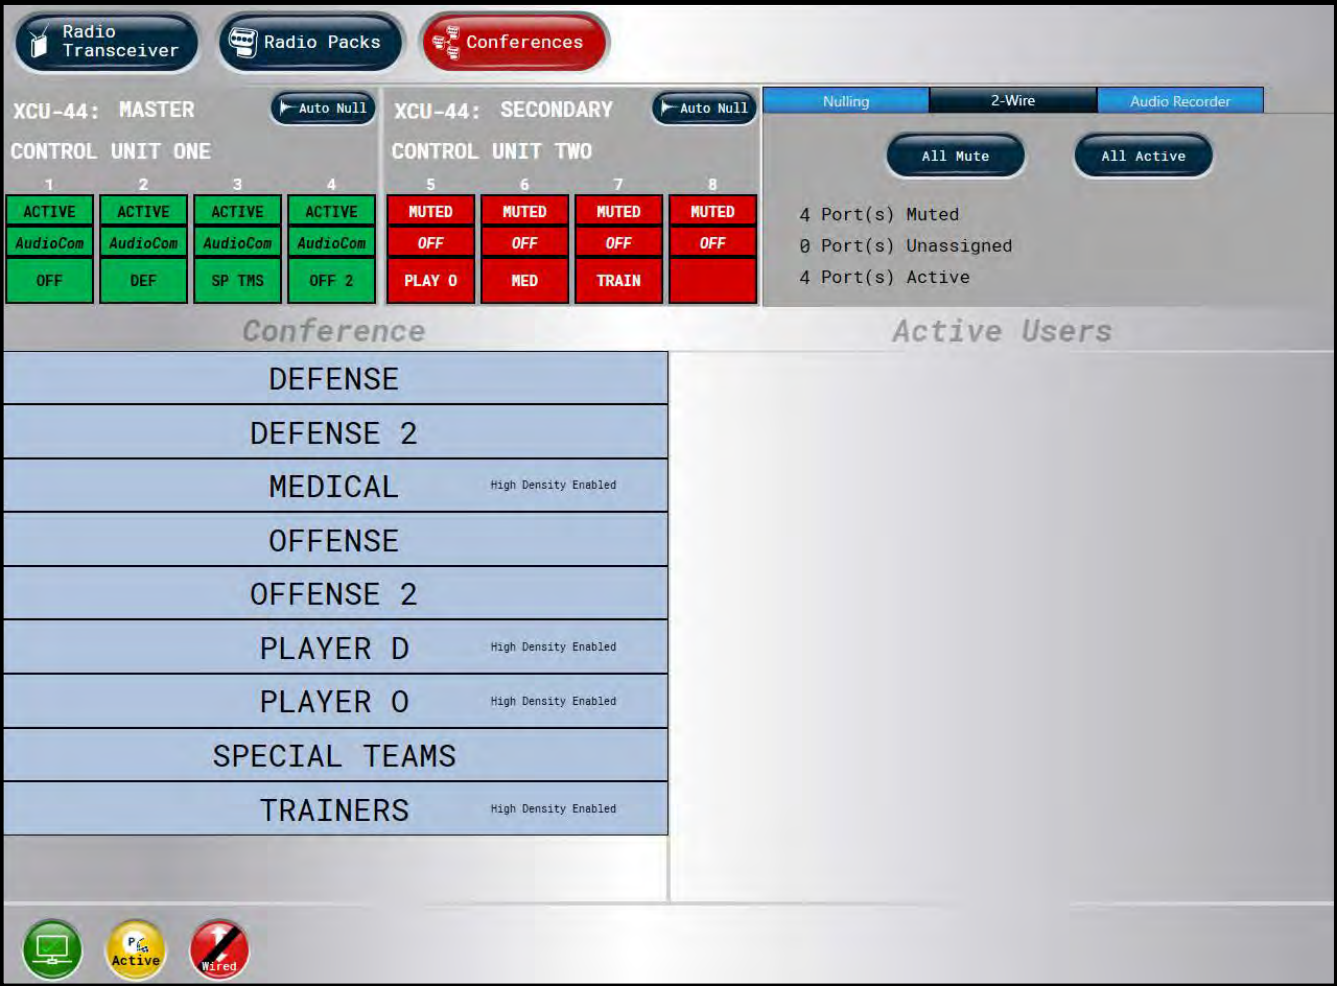 Radio
Transceiver
Radio Packs
Conferences
XCU-44: MASTER
Auto Null
XCU-44: SECONDARY
Auto Null
Nulling
2-Wire
Audio Recorder
CONTROL UNIT ONE
CONTROL UNIT TWO
All Mute
All Active
1 2 3 4 5 6 7 8
ACTIVE ACTIVE ACTIVE ACTIVE MUTED MUTED MUTED MUTED
AudioCom AudioCom AudioCom AudioCom OFF OFF OFF OFF
OFF DEF SP TMS OFF 2 PLAY O MED TRAIN
4 Port(s) Muted
0 Port(s) Unassigned
4 Port(s) Active
Conference
Active Users
DEFENSE
DEFENSE 2
MEDICAL High Density Enabled
OFFENSE
OFFENSE 2
PLAYER D High Density Enabled
PLAYER O High Density Enabled
SPECIAL TEAMS
TRAINERS High Density Enabled
Active
Wired